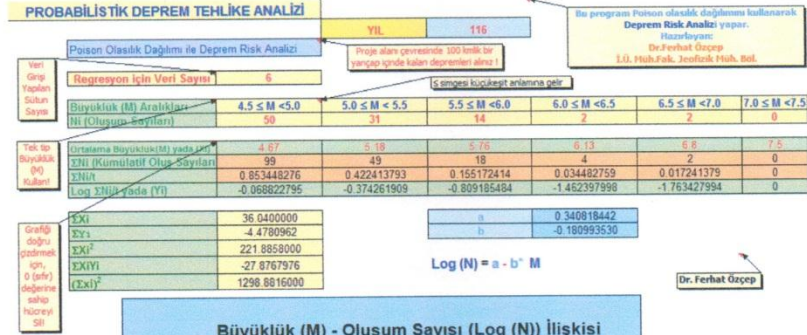 PROBABİLİSTİK DEPREM TEHLİKE ANALİZİ
YIL 116
Bu program Poison olasılık dağılımını kullanarak
Deprem Risk Analizi yapar.
Hazırlayan:
Dr.Ferhat Özçep
İ.Ü. Müh.Fak. Jeofizik Müh. Böl.
Poison Olasılık Dağılımı ile Deprem Risk Analizi
Proje alanı çevresinde 100 kmlik bir
yarıçap içinde kalan depremleri alınız !
Veri
Girişi
Yapılan
Sütun
Sayısı
Regresyon için Veri Sayısı 6
≤ simgesi küçükeşit anlamına gelir
Büyüklük (M) Aralıkları 4.5 ≤ M <5.0 5.0 ≤ M < 5.5 5.5 ≤ M <6.0 6.0 ≤ M <6.5 6.5 ≤ M <7.0 7.0 ≤ M <7.5
Ni (Oluşum Sayıları) 50 31 14 2 2 0
Tek tip
Büyüklük
(M)
Kullan!
Ortalama Büyüklük(M) yada (Xi) 4.67 5.18 5.76 6.13 6.8 7.5
ΣNi (Kümülatif Oluş Sayıları) 99 49 18 4 2 0
ΣNi/t 0.853448276 0.422413793 0.155172414 0.034482759 0.017241379 0
Log ΣNi/t yada (Yi) -0.068822795 -0.374261909 -0.809185484 -1.462397998 -1.763427994 0
Grafiği
doğru
çizdirmek
için,
0 (sıfır)
değerine
sahip
hücreyi
Sil!
ΣXi 36.0400000
ΣYi -4.4780962
ΣXi² 221.8858000
ΣXiYi -27.8767976
(Σxi)² 1298.8816000
a 0.340818442
b -0.180993530
Log (N) = a - b* M
Dr. Ferhat Özçep
Büyüklük (M) - Oluşum Sayısı (Log (N)) İlişkisi